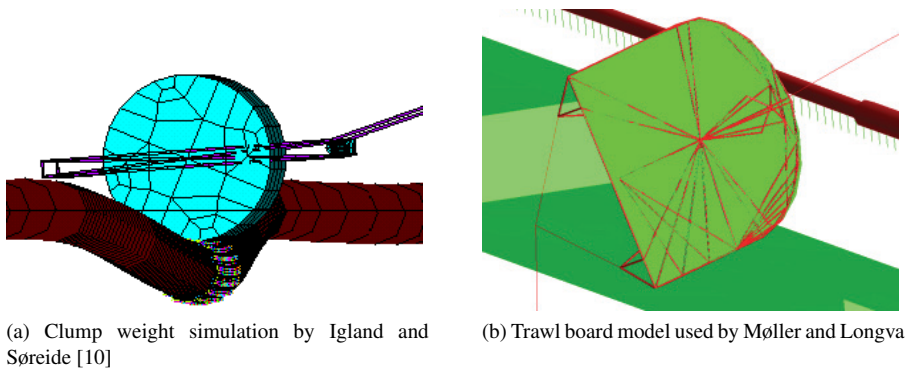 (a) Clump weight simulation by Igland and
Søreide [10]
(b) Trawl board model used by Møller and Longva